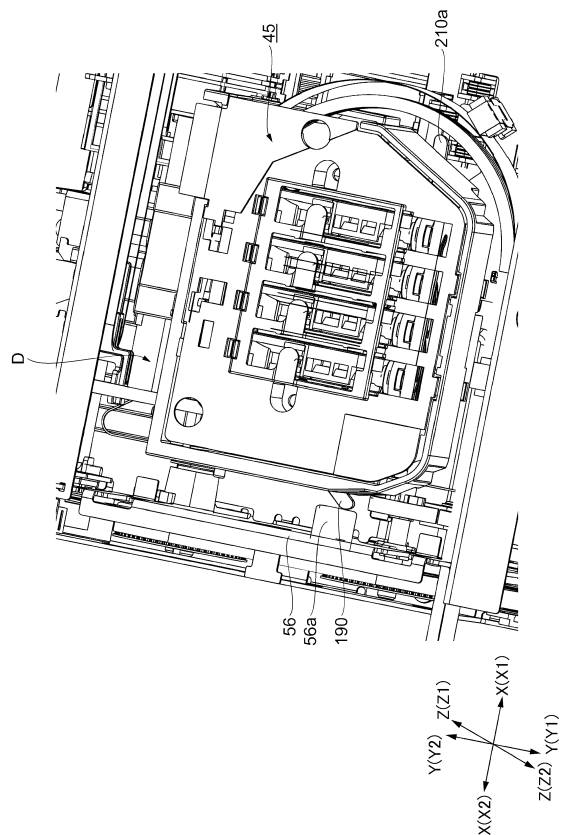 45
210a
D
56
56a
190
Z(Z1)
Y(Y2)
X(X1)
X(X2)
Y(Y1)
Z(Z2)